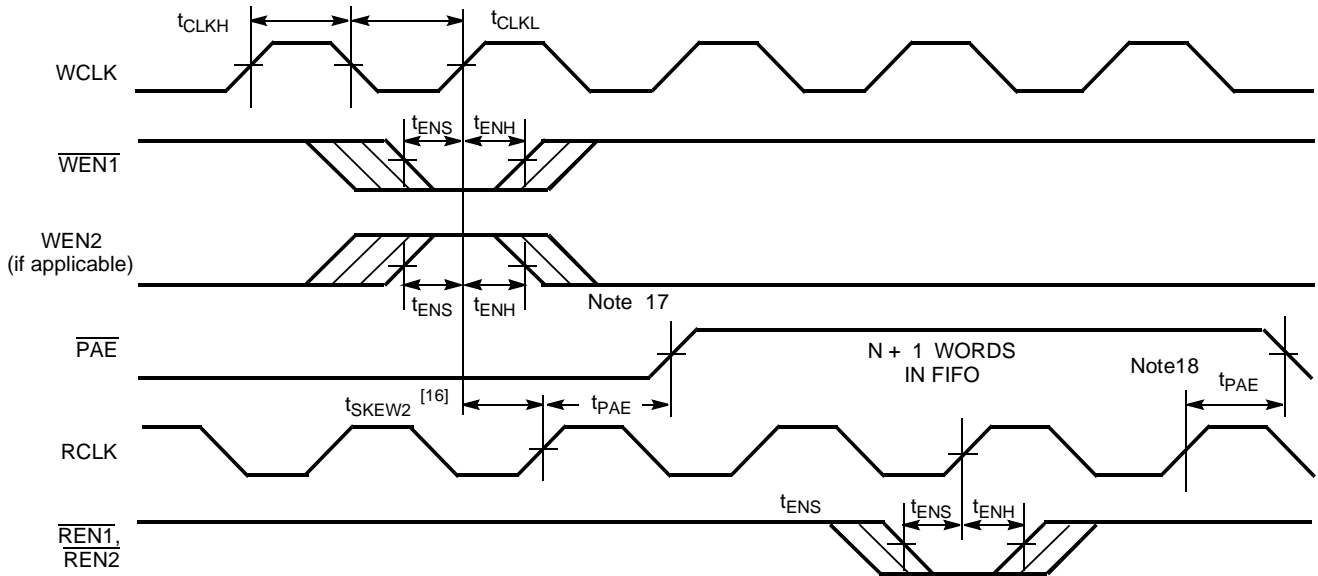 tCLKH
tCLKL
WCLK
tENS
tENH
WEN1
WEN2
(if applicable)
tENS
tENH
Note 17
PAE
N + 1 WORDS
IN FIFO
Note18
tPAE
tSKEW2 [16]
tPAE
RCLK
tENS
tENS
tENH
REN1,
REN2